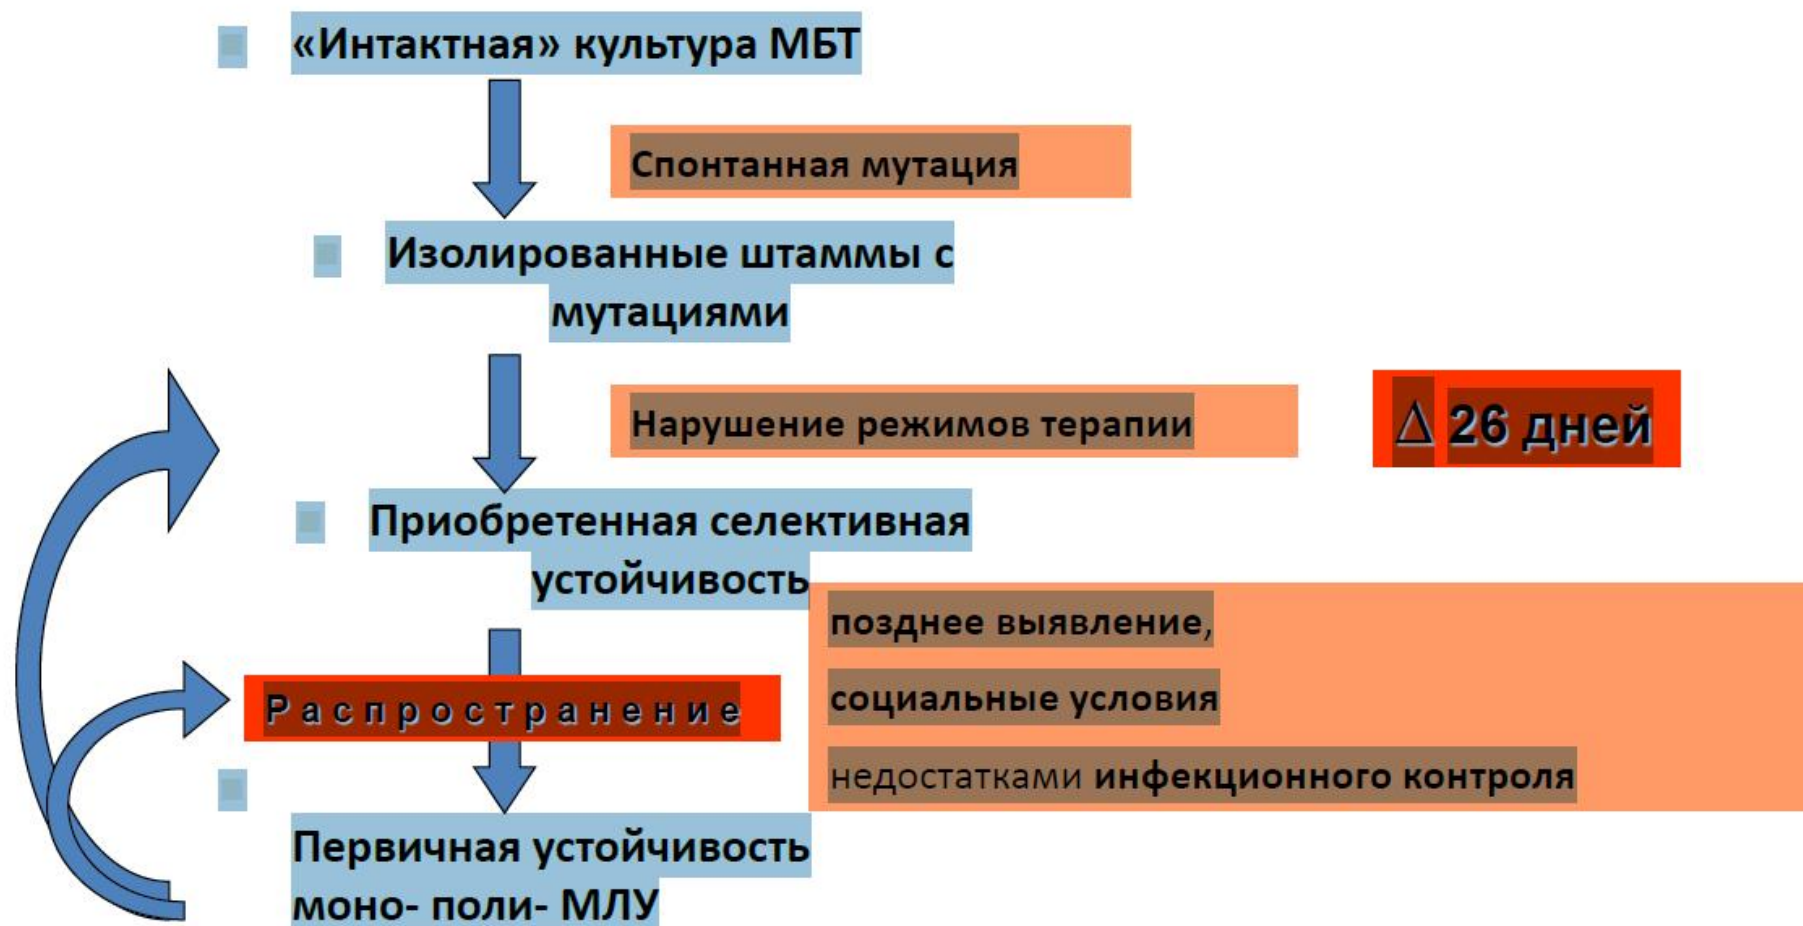 «Интактная» культура МБТ
Спонтанная мутация
Изолированные штаммы с
мутациями
Нарушение режимов терапии
Δ 26 дней
Приобретенная селективная
устойчивость
позднее выявление,
социальные условия
Распространение
недостатками инфекционного контроля
Первичная устойчивость
моно- поли- МЛУ